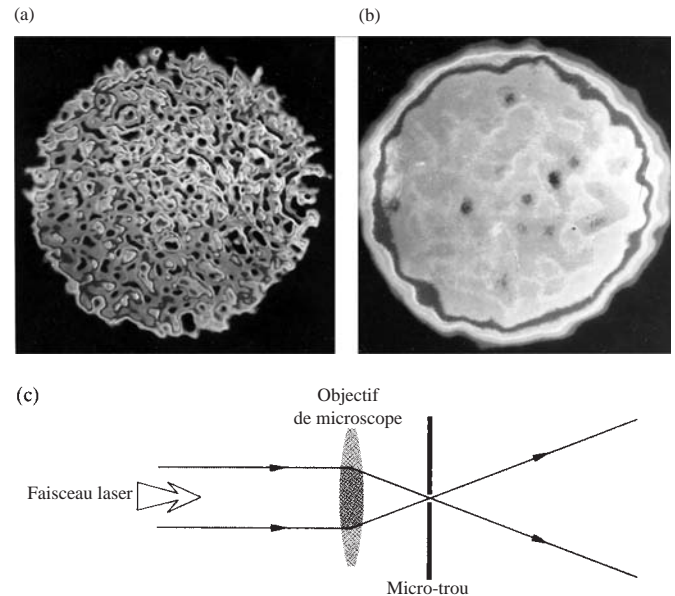 (a)
(b)
(c)
Objectif
de microscope
Faisceau laser
Micro-trou